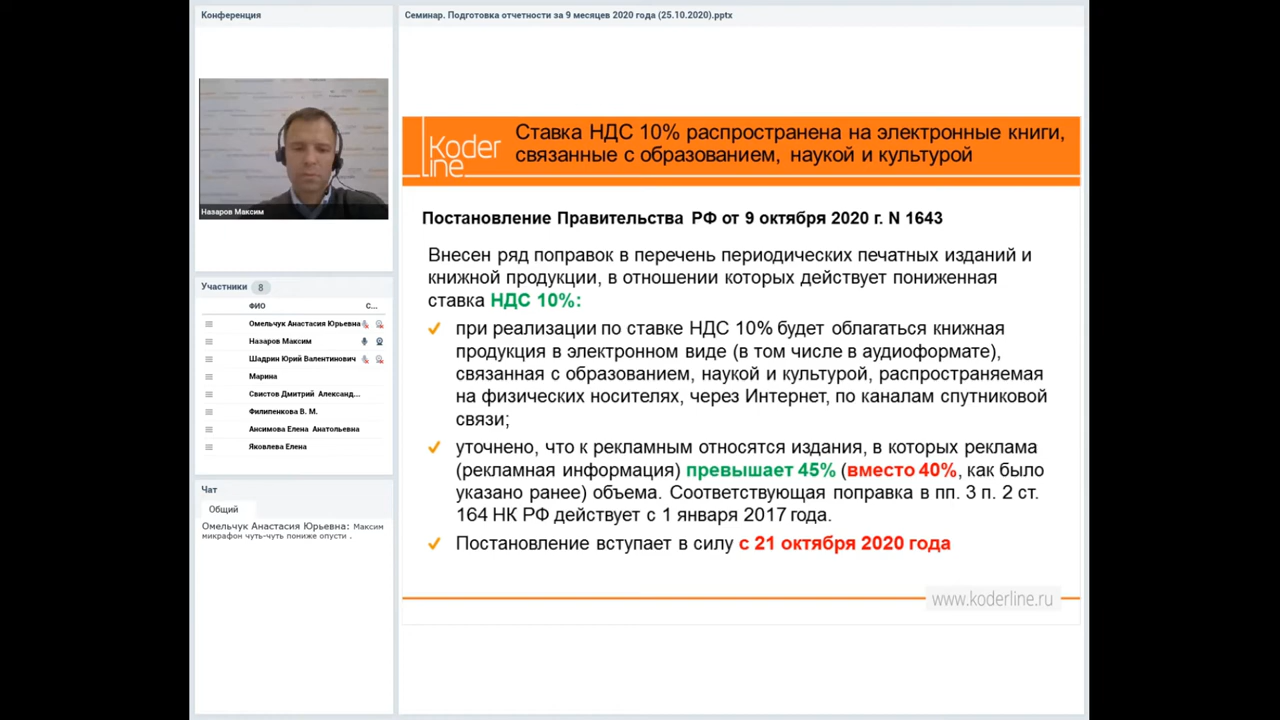 Конференция
Назаров Максим
Участники 8
ФИО С...
Омельчук Анастасия Юрьевна
Назаров Максим
Шадрин Юрий Валентинович
Марина
Свистов Дмитрий Александ...
Филипенкова В. М.
Ансимова Елена Анатольевна
Яковлева Елена
Чат
Общий
Омельчук Анастасия Юрьевна: Максим
микрафон чуть-чуть пониже опусти .
Семинар. Подготовка отчетности за 9 месяцев 2020 года (25.10.2020).pptx
Koder
line
Ставка НДС 10% распространена на электронные книги,
связанные с образованием, наукой и культурой
Постановление Правительства РФ от 9 октября 2020 г. N 1643
Внесен ряд поправок в перечень периодических печатных изданий и
книжной продукции, в отношении которых действует пониженная
ставка НДС 10%:
при реализации по ставке НДС 10% будет облагаться книжная
продукция в электронном виде (в том числе в аудиоформате),
связанная с образованием, наукой и культурой, распространяемая
на физических носителях, через Интернет, по каналам спутниковой
связи;
уточнено, что к рекламным относятся издания, в которых реклама
(рекламная информация) превышает 45% (вместо 40%, как было
указано ранее) объема. Соответствующая поправка в пп. 3 п. 2 ст.
164 НК РФ действует с 1 января 2017 года.
Постановление вступает в силу с 21 октября 2020 года
www.koderline.ru